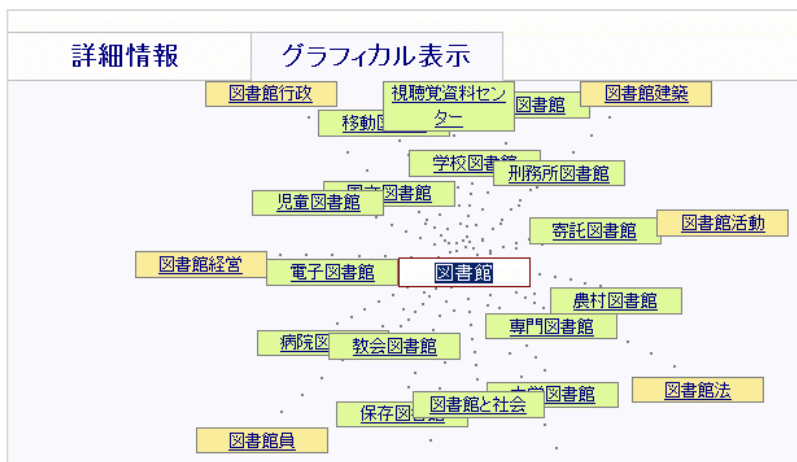 詳細情報
グラフィカル表示
図書館行政
視聴覚資料セン
ター
図書館
図書館建築
移動図
学校図書館
刑務所図書館
国立図書館
児童図書館
寄託図書館
図書館活動
図書館経営
電子図書館
図書館
農村図書館
専門図書館
病院図
教会図書館
大学図書館
図書館法
図書館と社会
保存図書館
図書館員